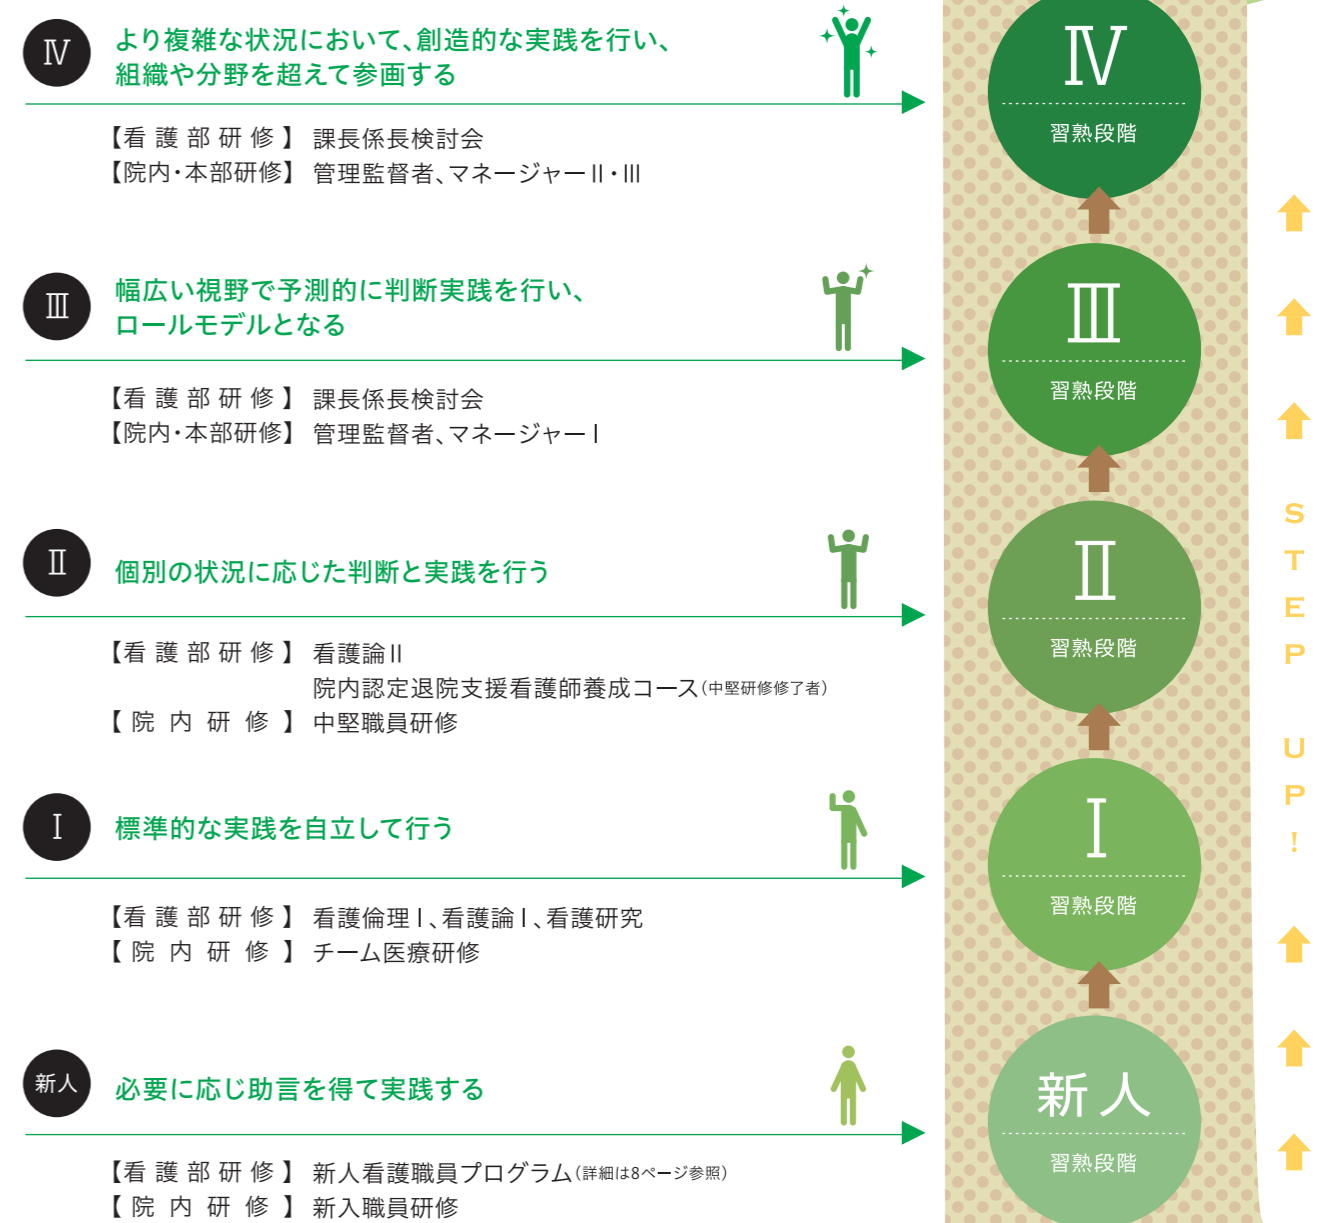 Ⅳ
より複雑な状況において、創造的な実践を行い、
組織や分野を超えて参画する
【看護部研修】 課長係長検討会
【院内・本部研修】 管理監督者、マネージャーⅡ・Ⅲ
Ⅲ
幅広い視野で予測的に判断実践を行い、
ロールモデルとなる
【看護部研修】 課長係長検討会
【院内・本部研修】 管理監督者、マネージャーⅠ
Ⅱ
個別の状況に応じた判断と実践を行う
【看護部研修】 看護論Ⅱ
院内認定退院支援看護師養成コース(中堅研修修了者)
【院内研修】 中堅職員研修
Ⅰ
標準的な実践を自立して行う
【看護部研修】 看護倫理Ⅰ、看護論Ⅰ、看護研究
【院内研修】 チーム医療研修
新人
必要に応じ助言を得て実践する
【看護部研修】 新人看護職員プログラム(詳細は8ページ参照)
【院内研修】 新入職員研修
Ⅳ
習熟段階
Ⅲ
習熟段階
Ⅱ
習熟段階
Ⅰ
習熟段階
新人
習熟段階
STEP UP!